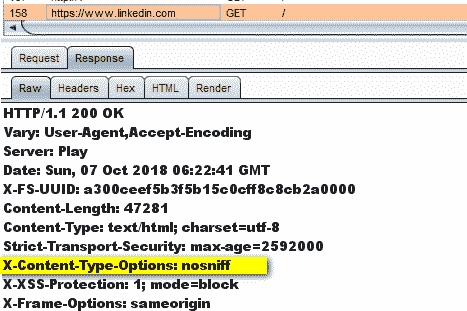 158 https://www.linkedin.com GET /
Request Response
Raw Headers Hex HTML Render
HTTP/1.1 200 OK
Vary: User-Agent,Accept-Encoding
Server: Play
Date: Sun, 07 Oct 2018 06:22:41 GMT
X-FS-UUID: a300ceef5b3f5b15c0cff8c8cb2a0000
Content-Length: 47281
Content-Type: text/html; charset=utf-8
Strict-Transport-Security: max-age=2592000
X-Content-Type-Options: nosniff
X-XSS-Protection: 1; mode=block
X-Frame-Options: sameorigin